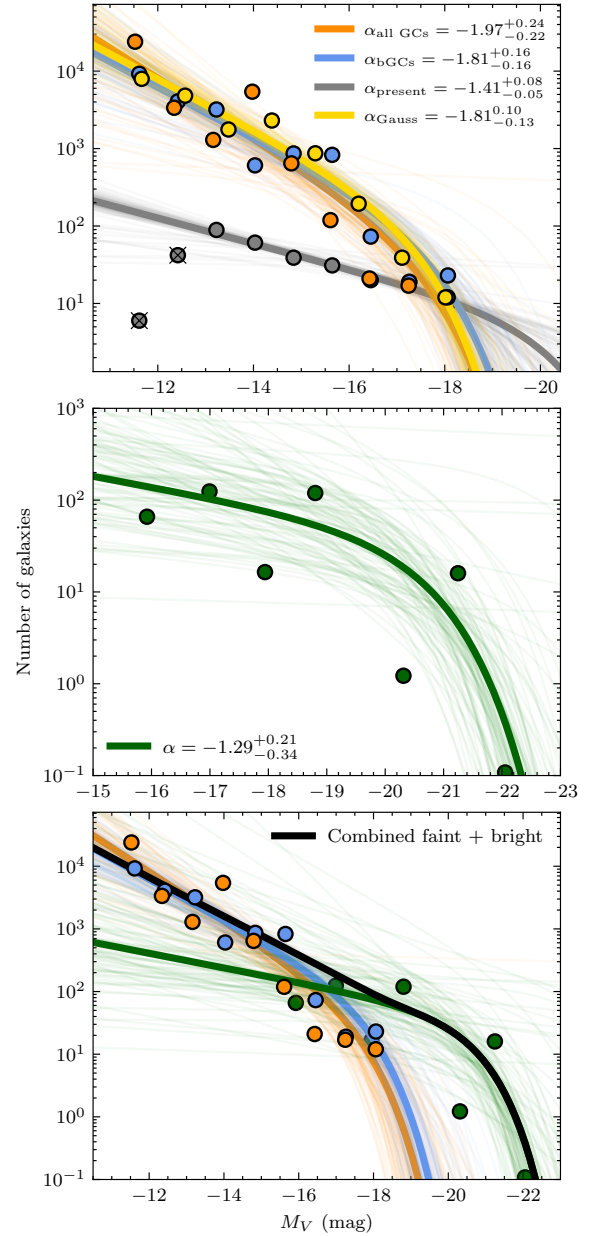 α_all GCs = −1.97^{+0.24}_{−0.22}
α_bGCs = −1.81^{+0.16}_{−0.16}
α_present = −1.41^{+0.08}_{−0.05}
α_Gauss = −1.81^{0.10}_{−0.13}
10^4
10^3
10^2
10^1
−12 −14 −16 −18 −20
10^3
10^2
10^1
10^0
10^{−1}
Number of galaxies
α = −1.29^{+0.21}_{−0.34}
−15 −16 −17 −18 −19 −20 −21 −22 −23
Combined faint + bright
10^4
10^3
10^2
10^1
10^0
10^{−1}
−12 −14 −16 −18 −20 −22
M_V (mag)